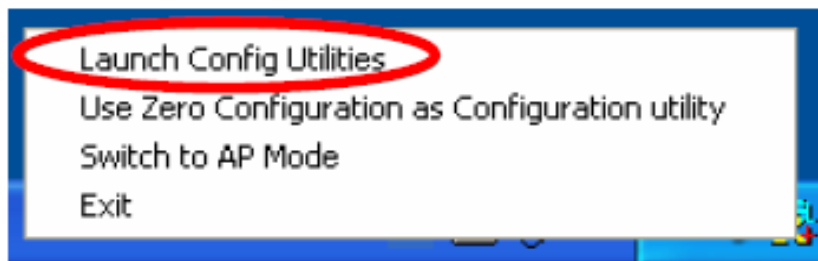 Launch Config Utilities
Use Zero Configuration as Configuration utility
Switch to AP Mode
Exit